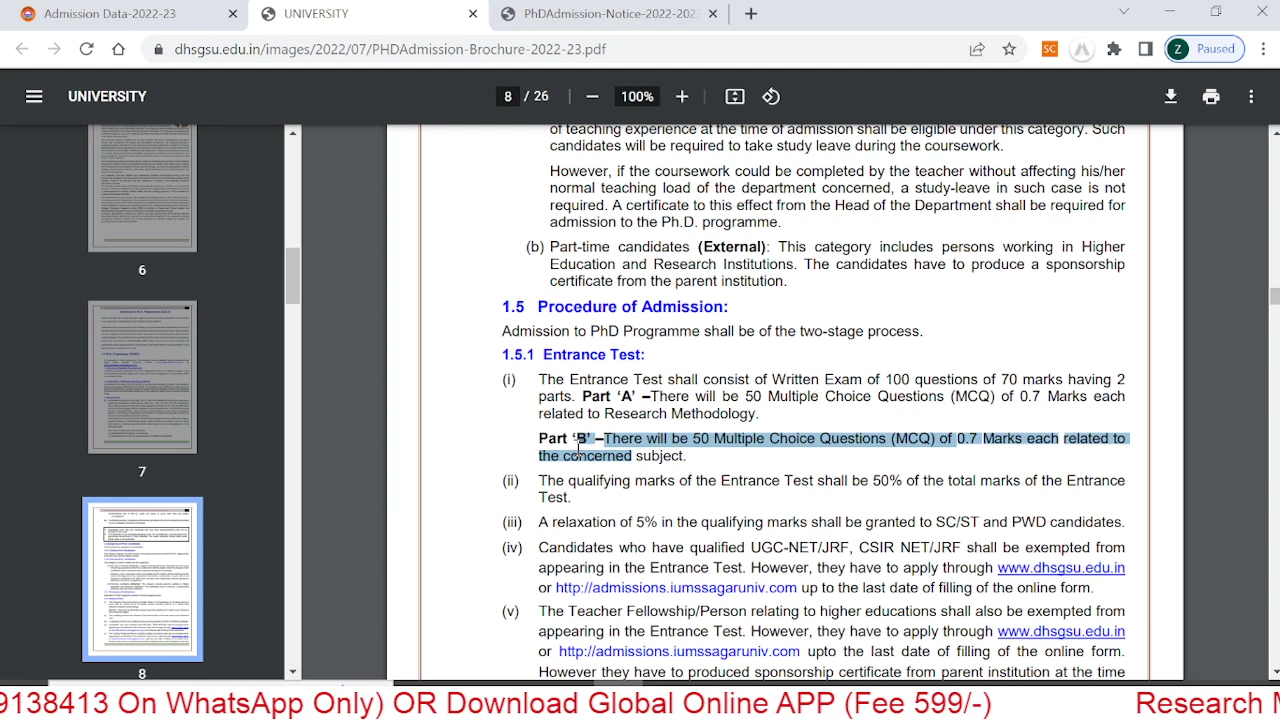 Admission Data-2022-23
UNIVERSITY
PhDAdmission-Notice-2022-202
dhsgsu.edu.in/images/2022/07/PHDAdmission-Brochure-2022-23.pdf
SC
Z Paused
UNIVERSITY
8 / 26
100%
6
7
8
experience at the time of admission to be eligible under this category. Such
candidates will be required to take study leave during the coursework.
However, if the coursework could be completed by the teacher without affecting his/her
teaching load of the department concerned, a study-leave in such case is not
required. A certificate to this effect from the Head of the Department shall be required for
admission to the Ph.D. programme.
(b) Part-time candidates (External): This category includes persons working in Higher
Education and Research Institutions. The candidates have to produce a sponsorship
certificate from the parent institution.
1.5 Procedure of Admission:
Admission to PhD Programme shall be of the two-stage process.
1.5.1 Entrance Test:
(i) The Entrance Test shall consist of Written exam of 100 questions of 70 marks having 2
parts. Part 'A' – There will be 50 Multiple Choice Questions (MCQ) of 0.7 Marks each
related to Research Methodology.
Part 'B' –There will be 50 Multiple Choice Questions (MCQ) of 0.7 Marks each related to
the concerned subject.
(ii) The qualifying marks of the Entrance Test shall be 50% of the total marks of the Entrance
Test.
(iii) A relaxation of 5% in the qualifying marks shall be granted to SC/ST and PWD candidates.
(iv) Candidates who have qualified UGC-NET/JRF, CSIR-NET/JRF shall be exempted from
appearing in the Entrance Test. However, they have to apply through www.dhsgsu.edu.in
or http://admissions.iumssagaruniv.com upto the last date of filling of the online form.
(v) The Teacher Fellowship/Person relating higher educations shall also be exempted from
the Entrance Test. However they have to apply through www.dhsgsu.edu.in
or http://admissions.iumssagaruniv.com upto the last date of filling of the online form.
However they have to produced sponsorship certificate from parent institution at the time
9138413 On WhatsApp Only) OR Download Global Online APP (Fee 599/-) Research